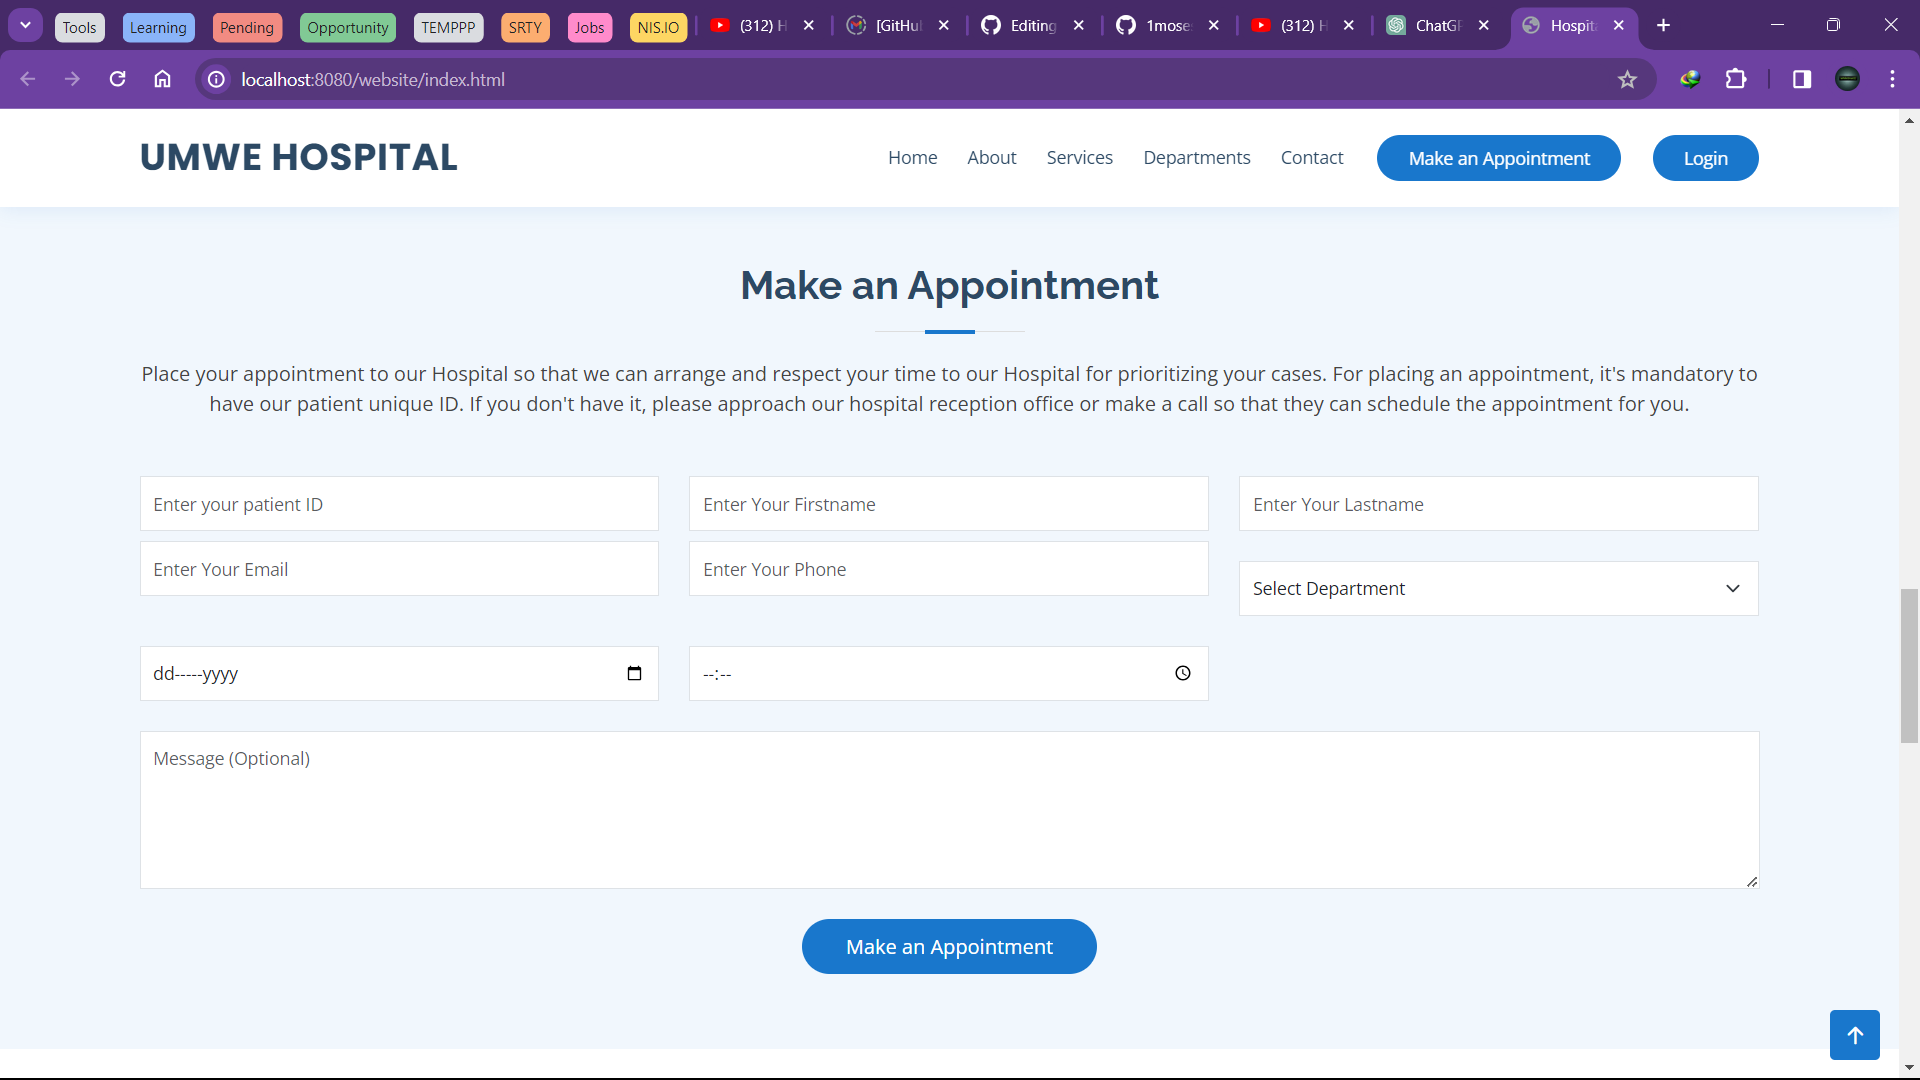 Tools Learning Pending Opportunity TEMPPP SRTY Jobs NIS.IO (312) H [GitHu Editing 1mose (312) H ChatGP Hospita
localhost:8080/website/index.html
UMWE HOSPITAL Home About Services Departments Contact Make an Appointment Login
Make an Appointment
Place your appointment to our Hospital so that we can arrange and respect your time to our Hospital for prioritizing your cases. For placing an appointment, it's mandatory to
have our patient unique ID. If you don't have it, please approach our hospital reception office or make a call so that they can schedule the appointment for you.
Enter your patient ID Enter Your Firstname Enter Your Lastname
Enter Your Email Enter Your Phone Select Department
dd-----yyyy --:--
Message (Optional)
Make an Appointment